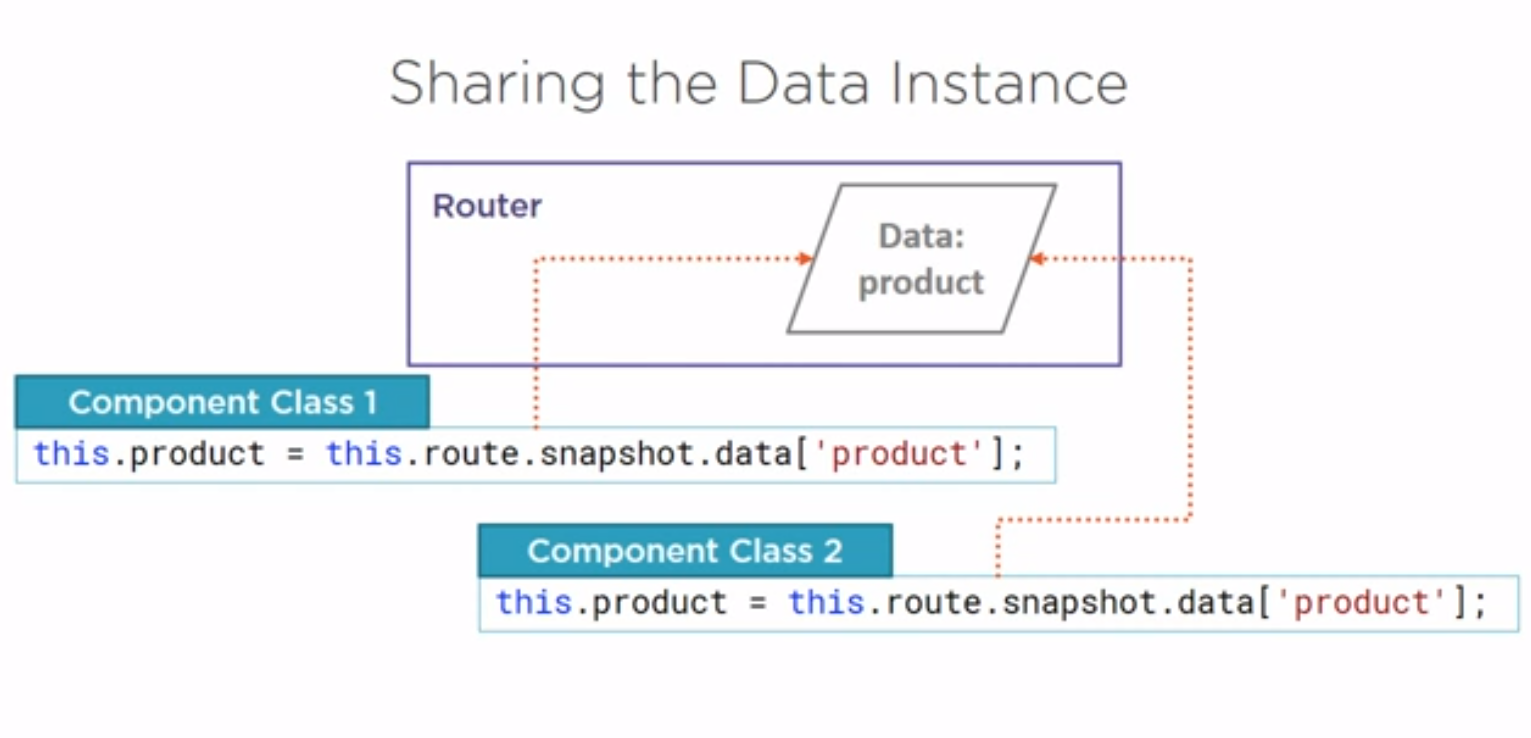 Sharing the Data Instance
Router
Data:
product
Component Class 1
this.product = this.route.snapshot.data['product'];
Component Class 2
this.product = this.route.snapshot.data['product'];